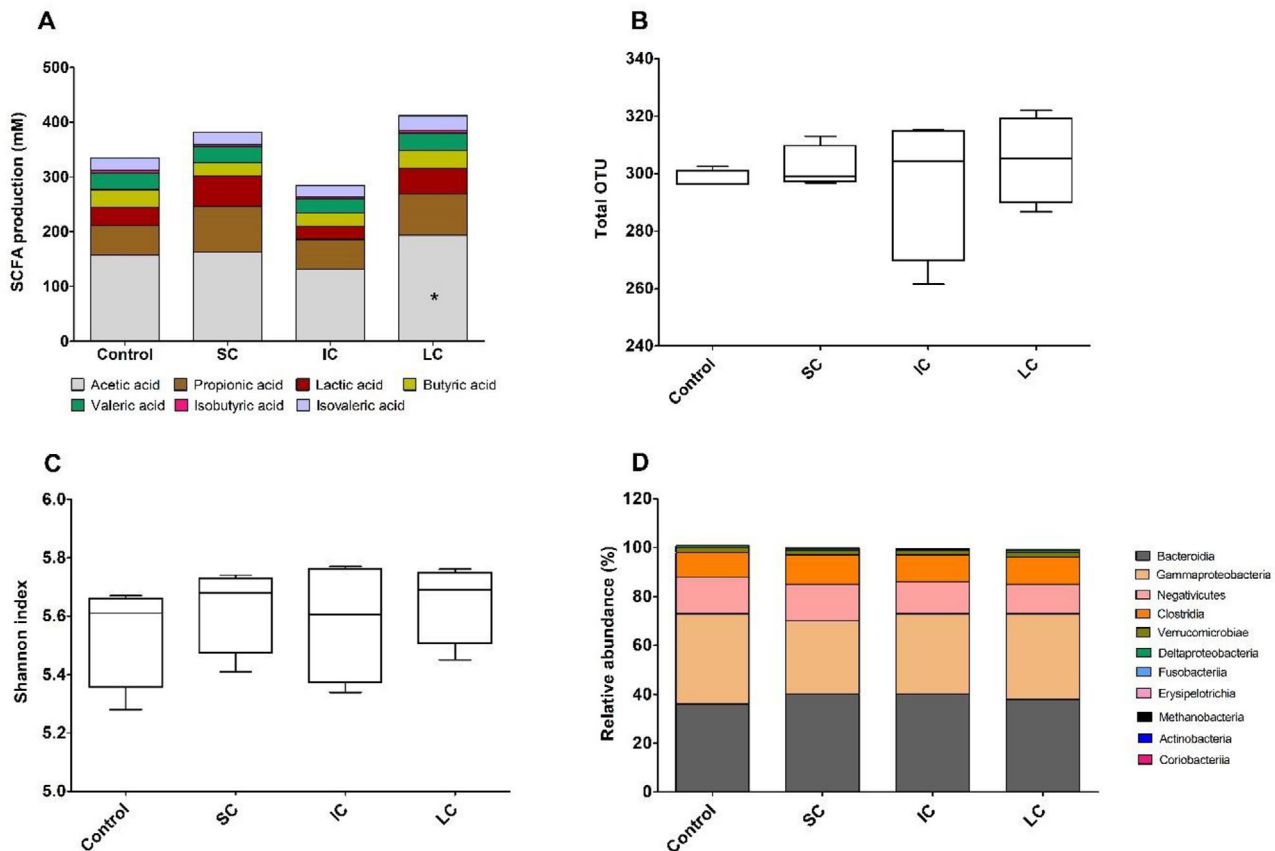 A
SCFA production (mM)
500
400
300
200
100
0
*
Control SC IC LC
Acetic acid Propionic acid Lactic acid Butyric acid
Valeric acid Isobutyric acid Isovaleric acid
B
Total OTU
340
320
300
280
260
240
Control SC IC LC
C
Shannon index
6.0
5.8
5.6
5.4
5.2
5.0
Control SC IC LC
D
Relative abundance (%)
120
100
80
60
40
20
0
Control SC IC LC
Bacteroidia
Gammaproteobacteria
Negativicutes
Clostridia
Verrucomicrobiae
Deltaproteobacteria
Fusobacteriia
Erysipelotrichia
Methanobacteria
Actinobacteria
Coriobacteriia